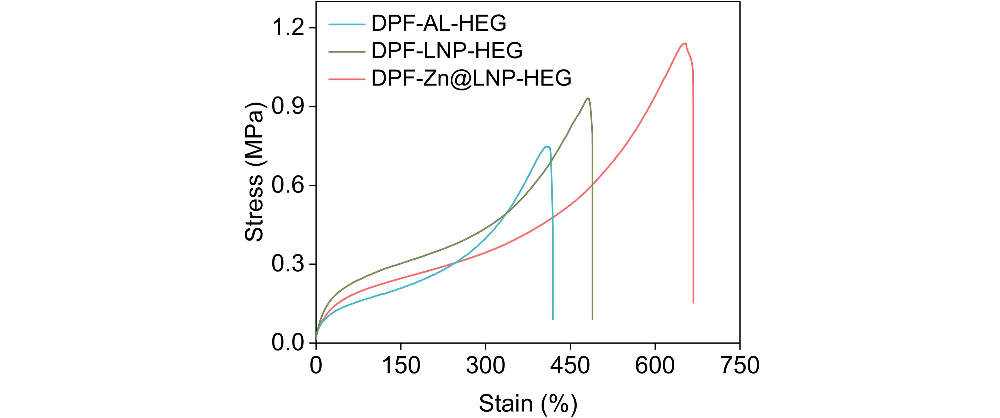 DPF-AL-HEG
DPF-LNP-HEG
DPF-Zn@LNP-HEG
Stress (MPa)
1.2
0.9
0.6
0.3
0.0
0 150 300 450 600 750
Stain (%)